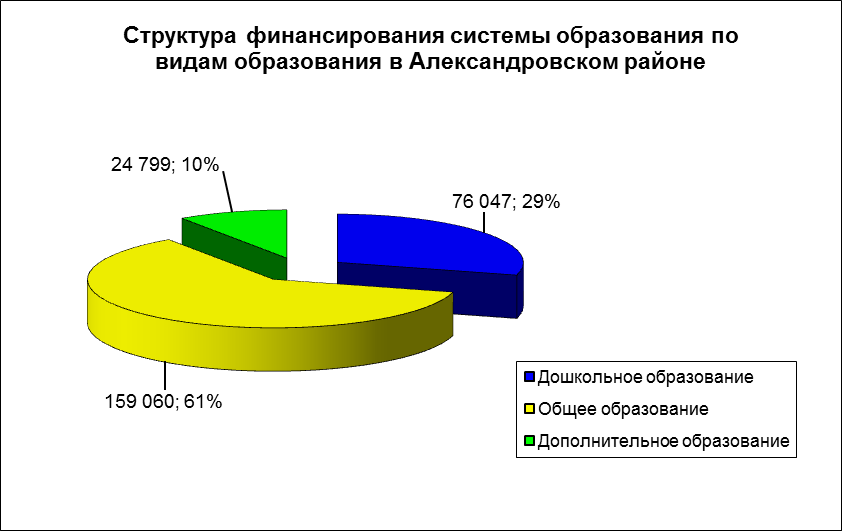 Структура финансирования системы образования по
видам образования в Александровском районе
24 799; 10%
76 047; 29%
159 060; 61%
Дошкольное образование
Общее образование
Дополнительное образование